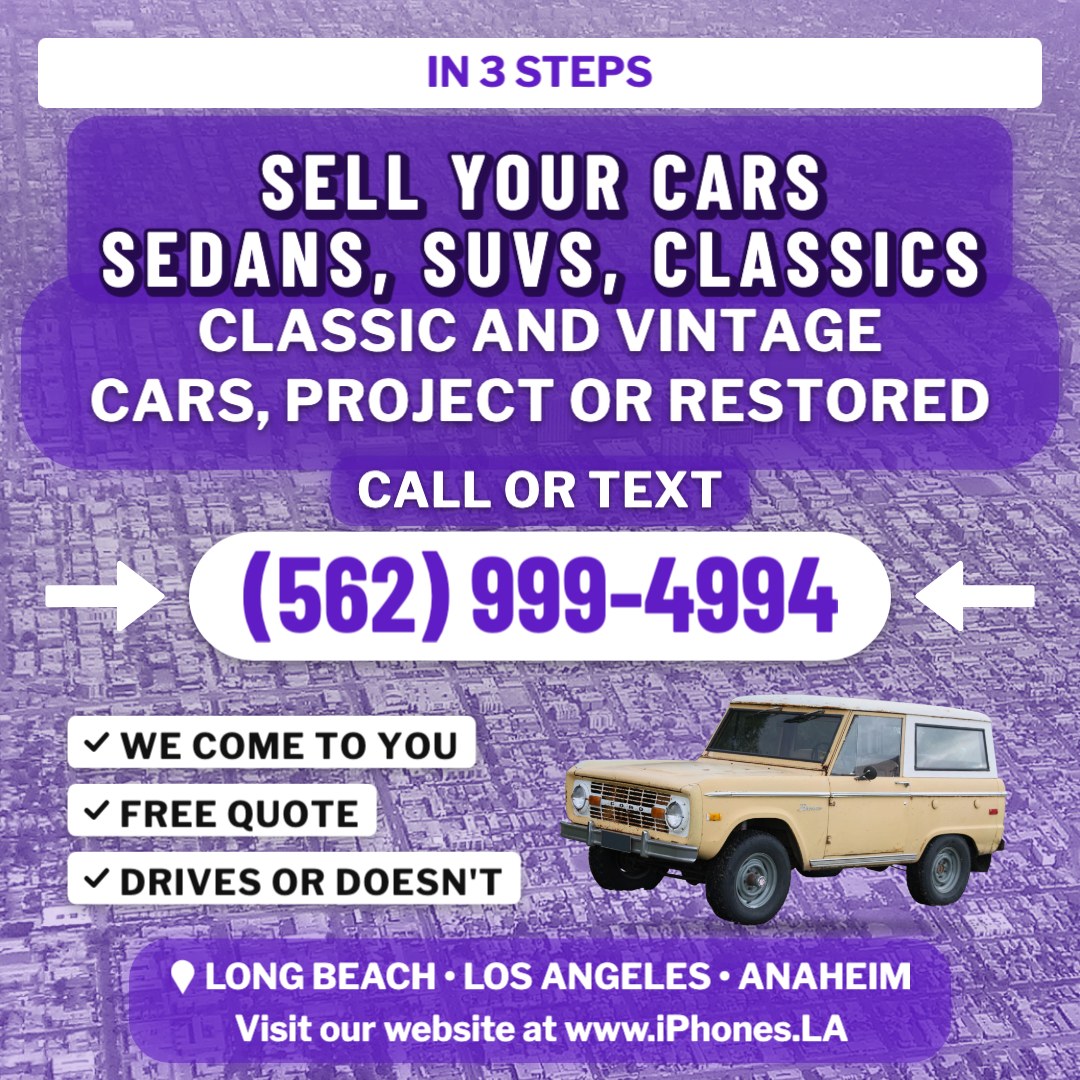 IN 3 STEPS
SELL YOUR CARS
SEDANS, SUVS, CLASSICS
CLASSIC AND VINTAGE
CARS, PROJECT OR RESTORED
CALL OR TEXT
(562) 999-4994
WE COME TO YOU
FREE QUOTE
DRIVES OR DOESN'T
FORD
LONG BEACH • LOS ANGELES • ANAHEIM
Visit our website at www.iPhones.LA